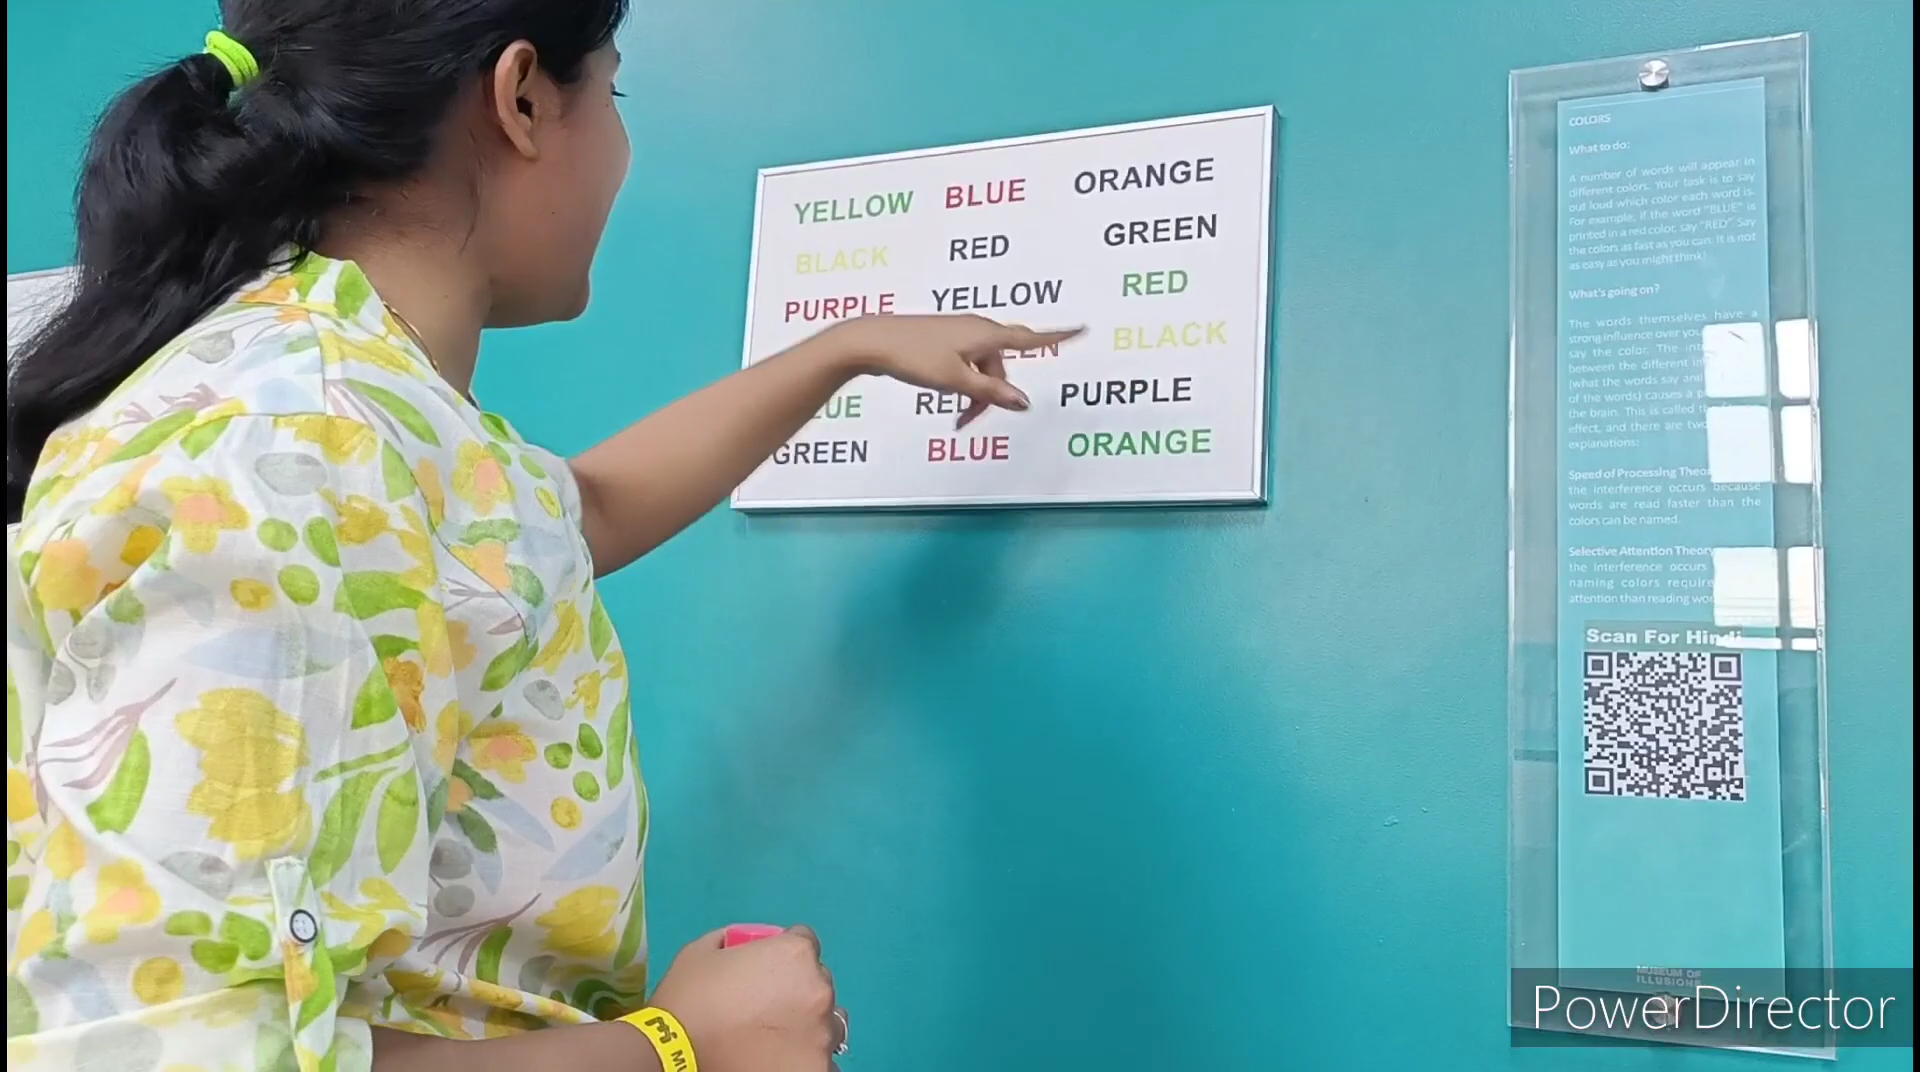 YELLOW BLUE ORANGE
BLACK RED GREEN
PURPLE YELLOW RED
BLACK
RED PURPLE
GREEN BLUE ORANGE
COLORS
What to do:
A number of words will appear in
different colors. Your task is to say
out loud which color each word is.
For example, if the word "BLUE" is
printed in a red color, say "RED". Say
the colors as fast as you can. It is not
as easy as you might think!
What's going on?
The words themselves have a
strong influence over
say the color. The
between the different
(what the words say
of the words) causes a
the brain. This is called
effect, and there are
explanations:
Speed of Processing
the interference occurs because
words are read faster than the
colors can be named.
Selective Attention Theory
the interference occurs
naming colors
attention than reading
Scan For Hindi
MUSEUM OF
ILLUSIONS
PowerDirector